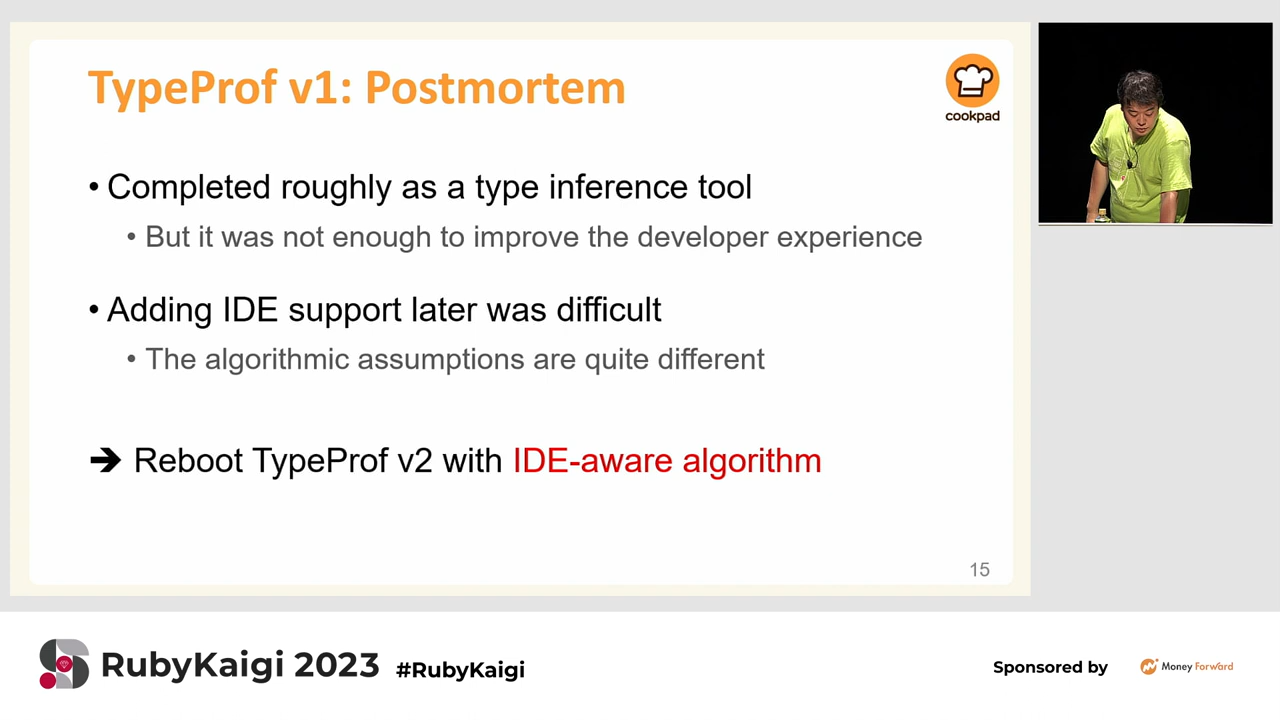 TypeProf v1: Postmortem
cookpad
• Completed roughly as a type inference tool
• But it was not enough to improve the developer experience
• Adding IDE support later was difficult
• The algorithmic assumptions are quite different
➔ Reboot TypeProf v2 with IDE-aware algorithm
15
RubyKaigi 2023 #RubyKaigi
Sponsored by Money Forward